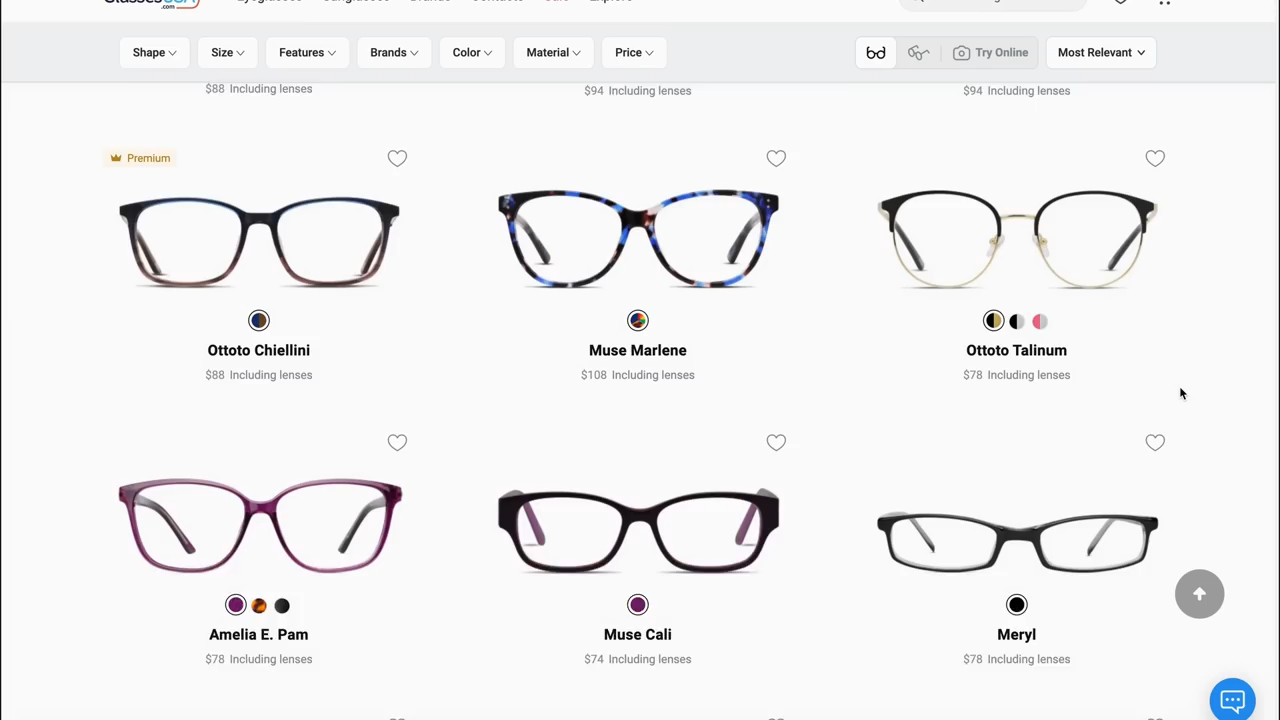 .com
Shape
Size
Features
Brands
Color
Material
Price
Try Online
Most Relevant
$88 Including lenses
$94 Including lenses
$94 Including lenses
Premium
Ottoto Chiellini
$88 Including lenses
Muse Marlene
$108 Including lenses
Ottoto Talinum
$78 Including lenses
Amelia E. Pam
$78 Including lenses
Muse Cali
$74 Including lenses
Meryl
$78 Including lenses